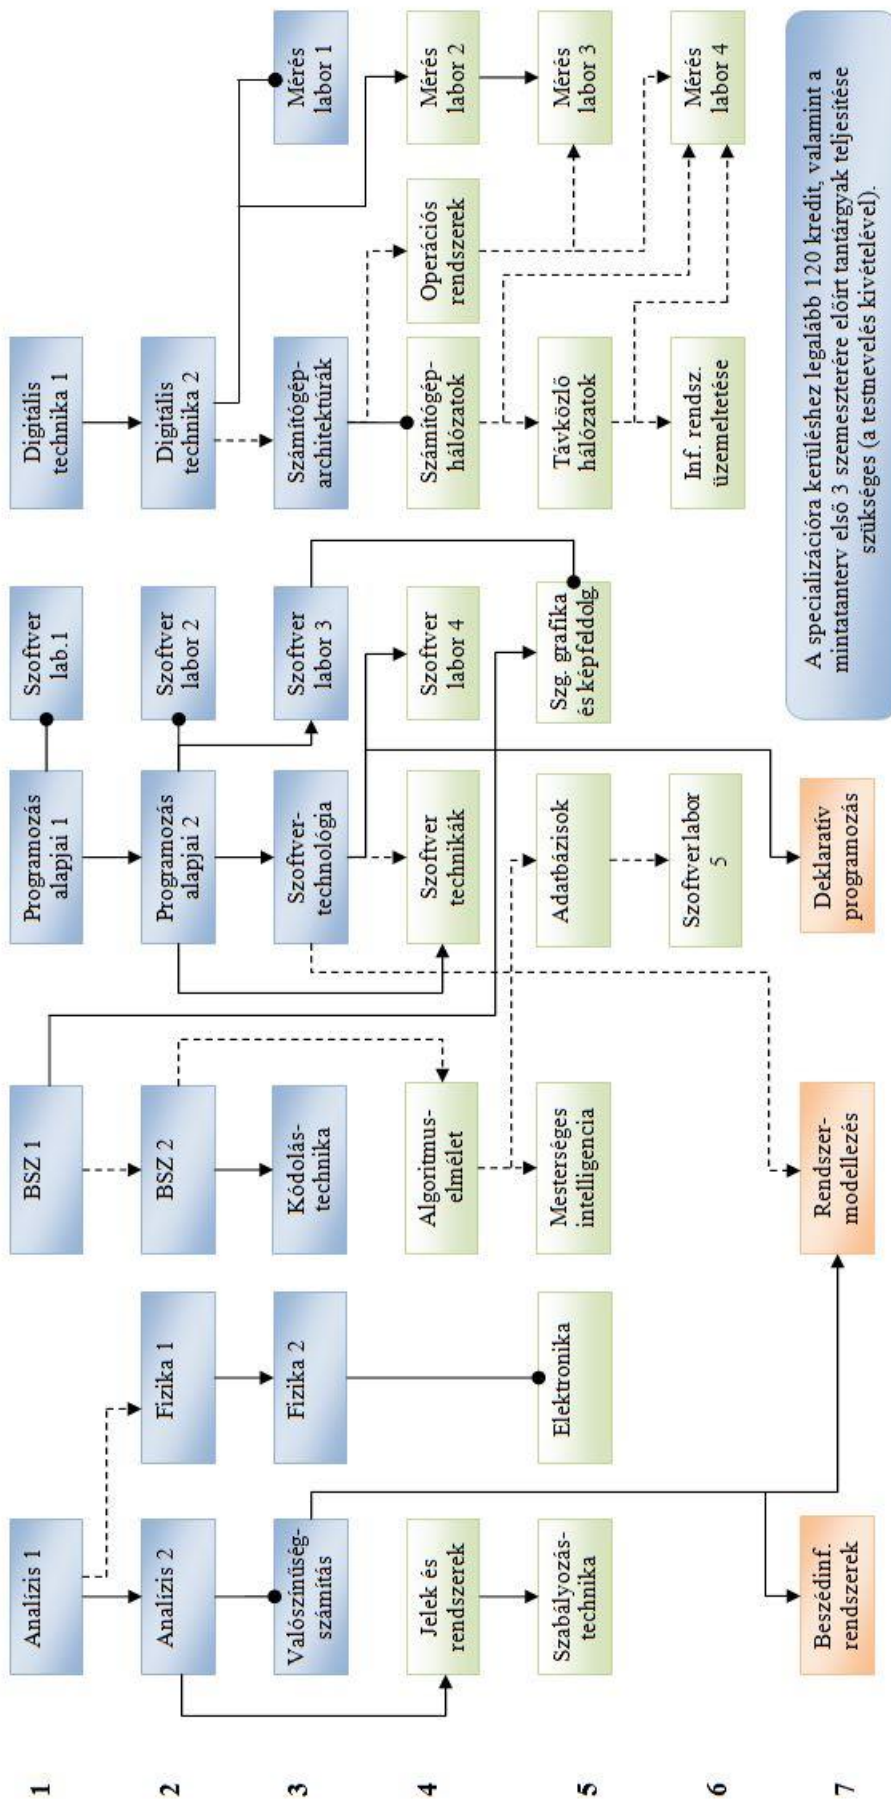 1
Analízis 1
BSZ 1
Programozás
alapjai 1
Szoftver
lab.1
Digitális
technika 1
2
Analízis 2
Fizika 1
BSZ 2
Programozás
alapjai 2
Szoftver
labor 2
Digitális
technika 2
3
Valószínűség-
számítás
Fizika 2
Kódolás-
technika
Szoftver-
technológia
Szoftver
labor 3
Számítógép-
architektúrák
Mérés
labor 1
4
Jelek és
rendszerek
Algoritmus-
elmélet
Szoftver
technikák
Szoftver
labor 4
Számítógép-
hálózatok
Operációs
rendszerek
Mérés
labor 2
5
Szabályozás-
technika
Elektronika
Mesterséges
intelligencia
Adatbázisok
Szg. grafika
és képfeldolg.
Távközlő
hálózatok
Mérés
labor 3
6
Szoftverlabor
5
Inf. rendsz.
üzemeltetése
Mérés
labor 4
7
Beszédinf.
rendszerek
Rendszer-
modellezés
Deklaratív
programozás
A specializációra kerüléshez legalább 120 kredit, valamint a
mintatanterv első 3 szemeszterére előírt tantárgyak teljesítése
szükséges (a testnevelés kivételével).